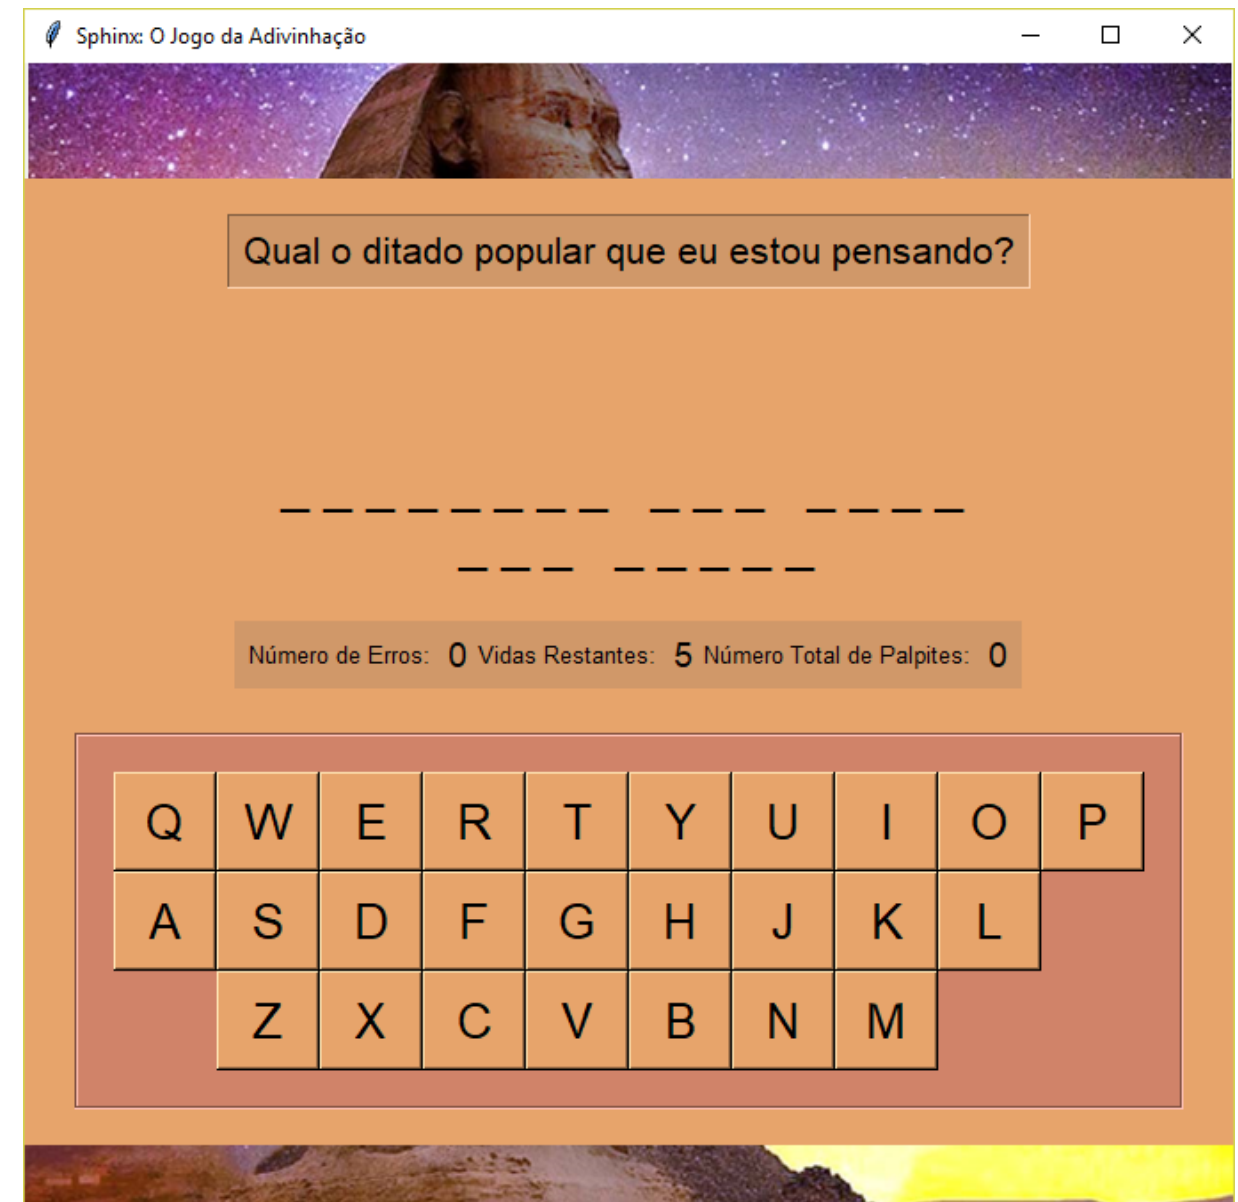 Sphinx: O Jogo da Adivinhação
Qual o ditado popular que eu estou pensando?
_ _ _ _ _ _ _ _  _ _ _  _ _ _ _
_ _ _  _ _ _ _ _
Número de Erros: 0 Vidas Restantes: 5 Número Total de Palpites: 0
Q W E R T Y U I O P
A S D F G H J K L
Z X C V B N M